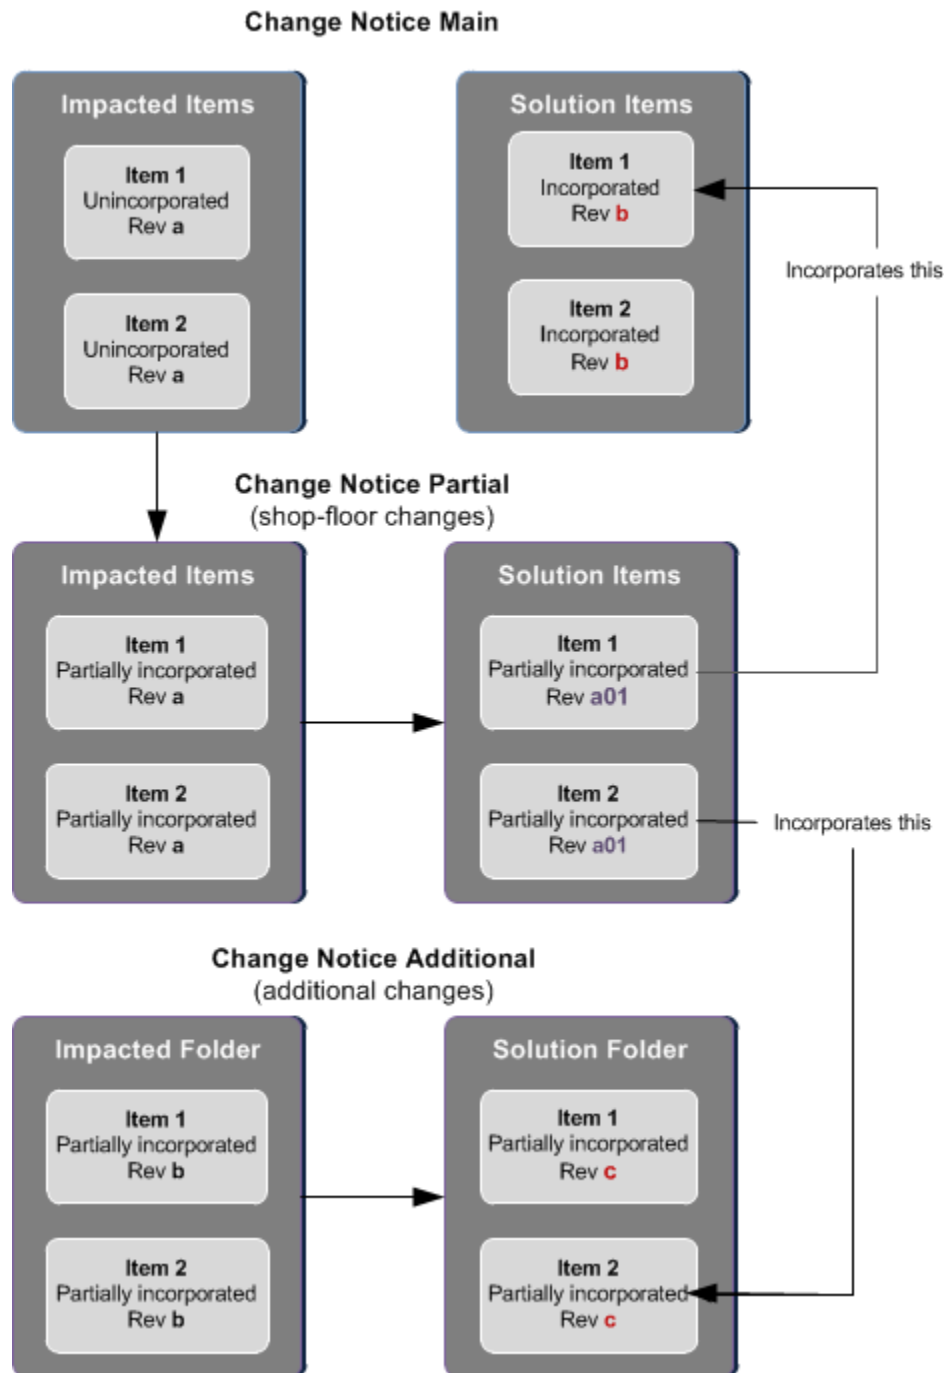 Change Notice Main
Impacted Items
Item 1
Unincorporated
Rev a
Item 2
Unincorporated
Rev a
Solution Items
Item 1
Incorporated
Rev b
Item 2
Incorporated
Rev b
Incorporates this
Change Notice Partial
(shop-floor changes)
Impacted Items
Item 1
Partially incorporated
Rev a
Item 2
Partially incorporated
Rev a
Solution Items
Item 1
Partially incorporated
Rev a01
Item 2
Partially incorporated
Rev a01
Incorporates this
Change Notice Additional
(additional changes)
Impacted Folder
Item 1
Partially incorporated
Rev b
Item 2
Partially incorporated
Rev b
Solution Folder
Item 1
Partially incorporated
Rev c
Item 2
Partially incorporated
Rev c